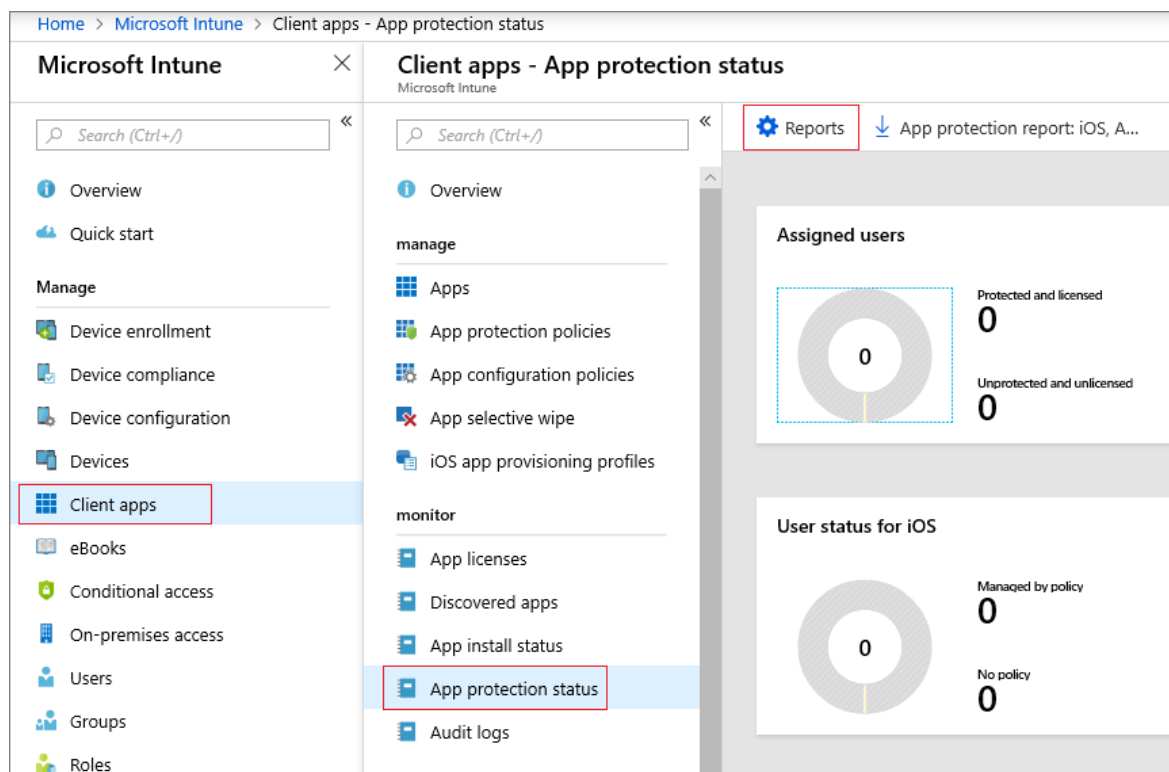 Home > Microsoft Intune > Client apps - App protection status
Microsoft Intune
Search (Ctrl+/)
Overview
Quick start
Manage
Device enrollment
Device compliance
Device configuration
Devices
Client apps
eBooks
Conditional access
On-premises access
Users
Groups
Roles
Client apps - App protection status
Microsoft Intune
Search (Ctrl+/)
Overview
manage
Apps
App protection policies
App configuration policies
App selective wipe
iOS app provisioning profiles
monitor
App licenses
Discovered apps
App install status
App protection status
Audit logs
Reports
App protection report: iOS, A...
Assigned users
0
Protected and licensed
0
Unprotected and unlicensed
0
User status for iOS
0
Managed by policy
0
No policy
0